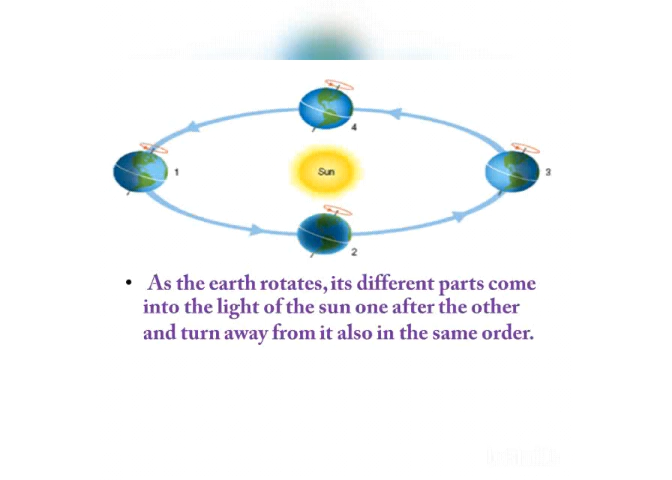 4
Sun
1
3
2
• As the earth rotates, its different parts come
into the light of the sun one after the other
and turn away from it also in the same order.